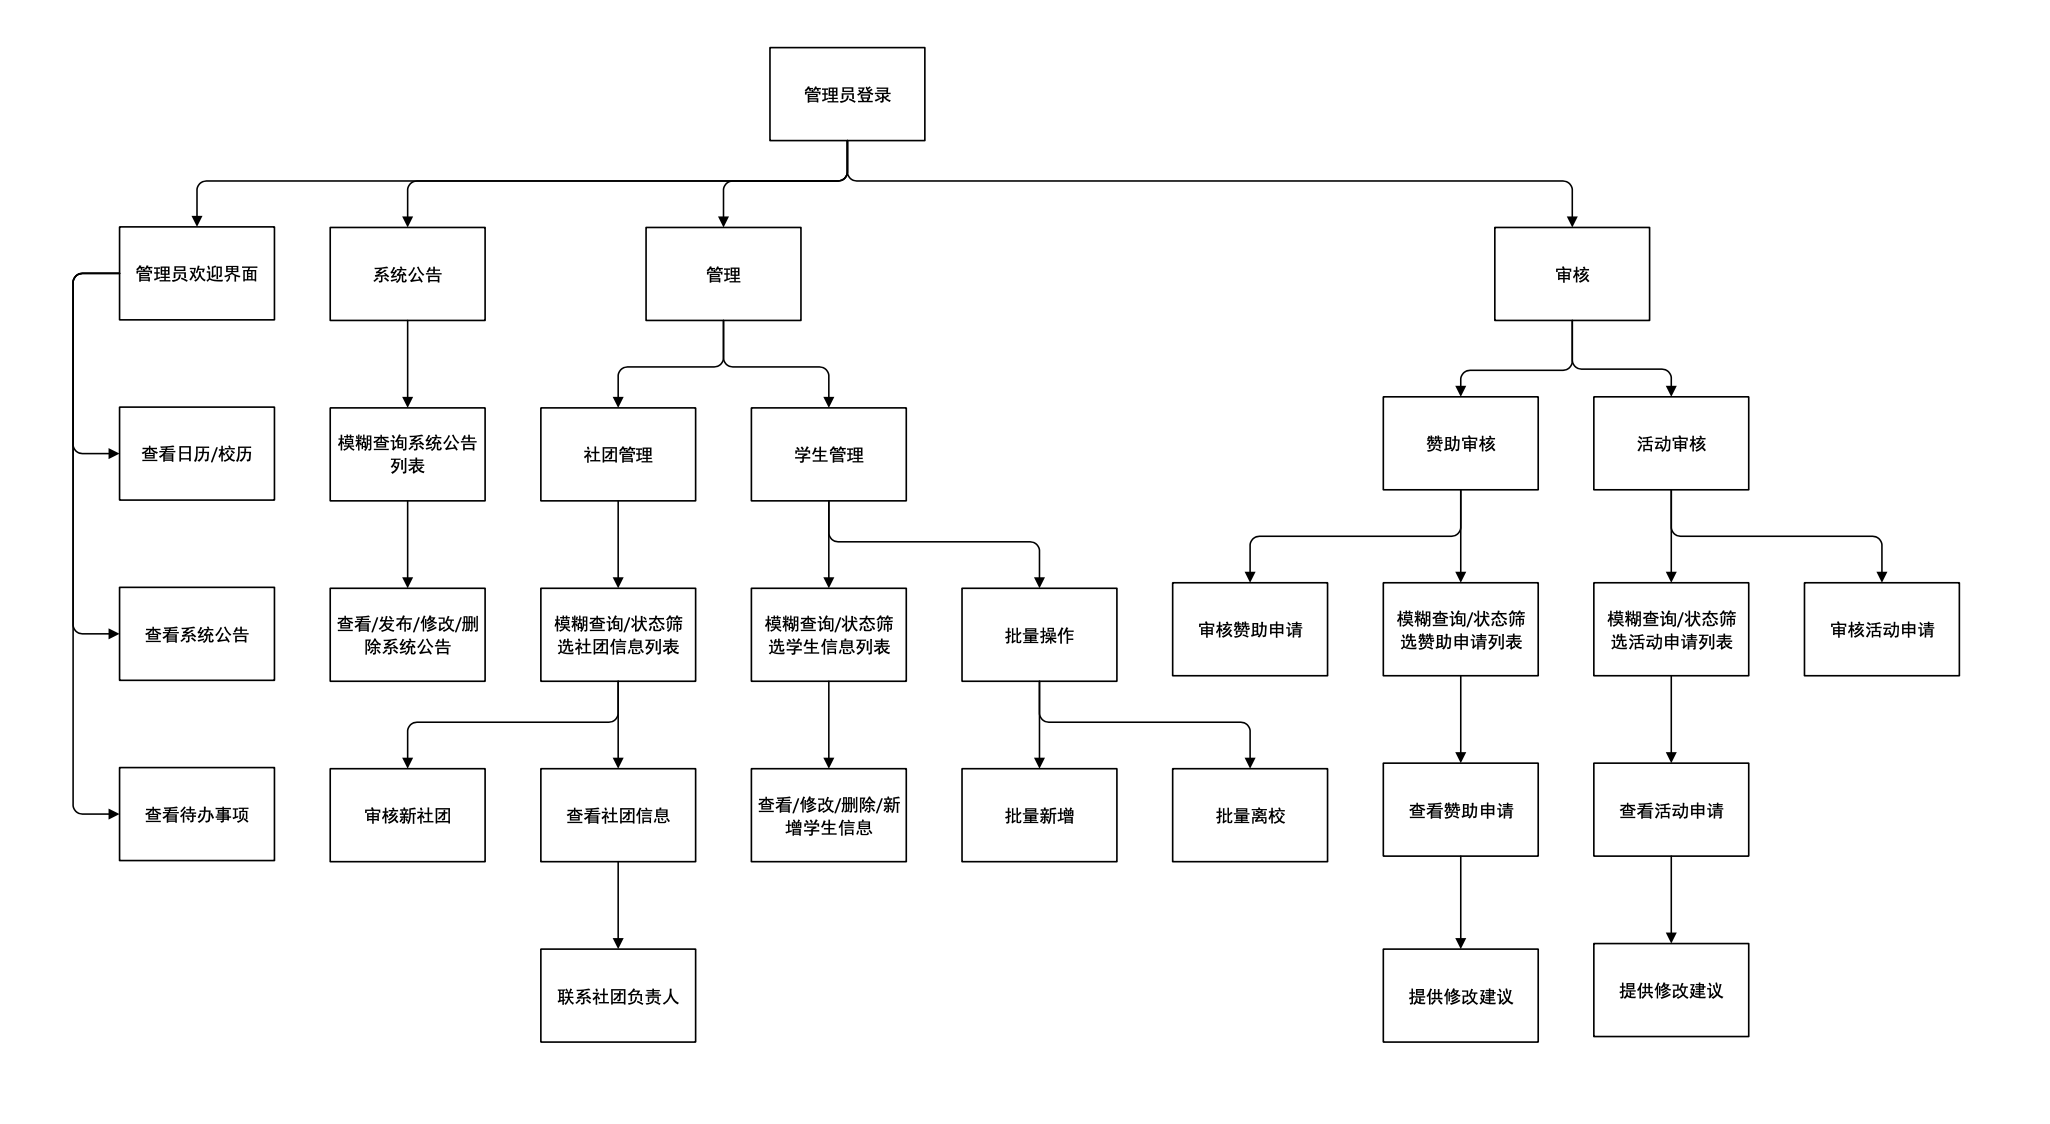 管理员登录
管理员欢迎界面
系统公告
管理
审核
查看日历/校历
模糊查询系统公告
列表
社团管理
学生管理
赞助审核
活动审核
查看系统公告
查看/发布/修改/删
除系统公告
模糊查询/状态筛
选社团信息列表
模糊查询/状态筛
选学生信息列表
批量操作
审核赞助申请
模糊查询/状态筛
选赞助申请列表
模糊查询/状态筛
选活动申请列表
审核活动申请
查看待办事项
审核新社团
查看社团信息
查看/修改/删除/新
增学生信息
批量新增
批量离校
查看赞助申请
查看活动申请
联系社团负责人
提供修改建议
提供修改建议